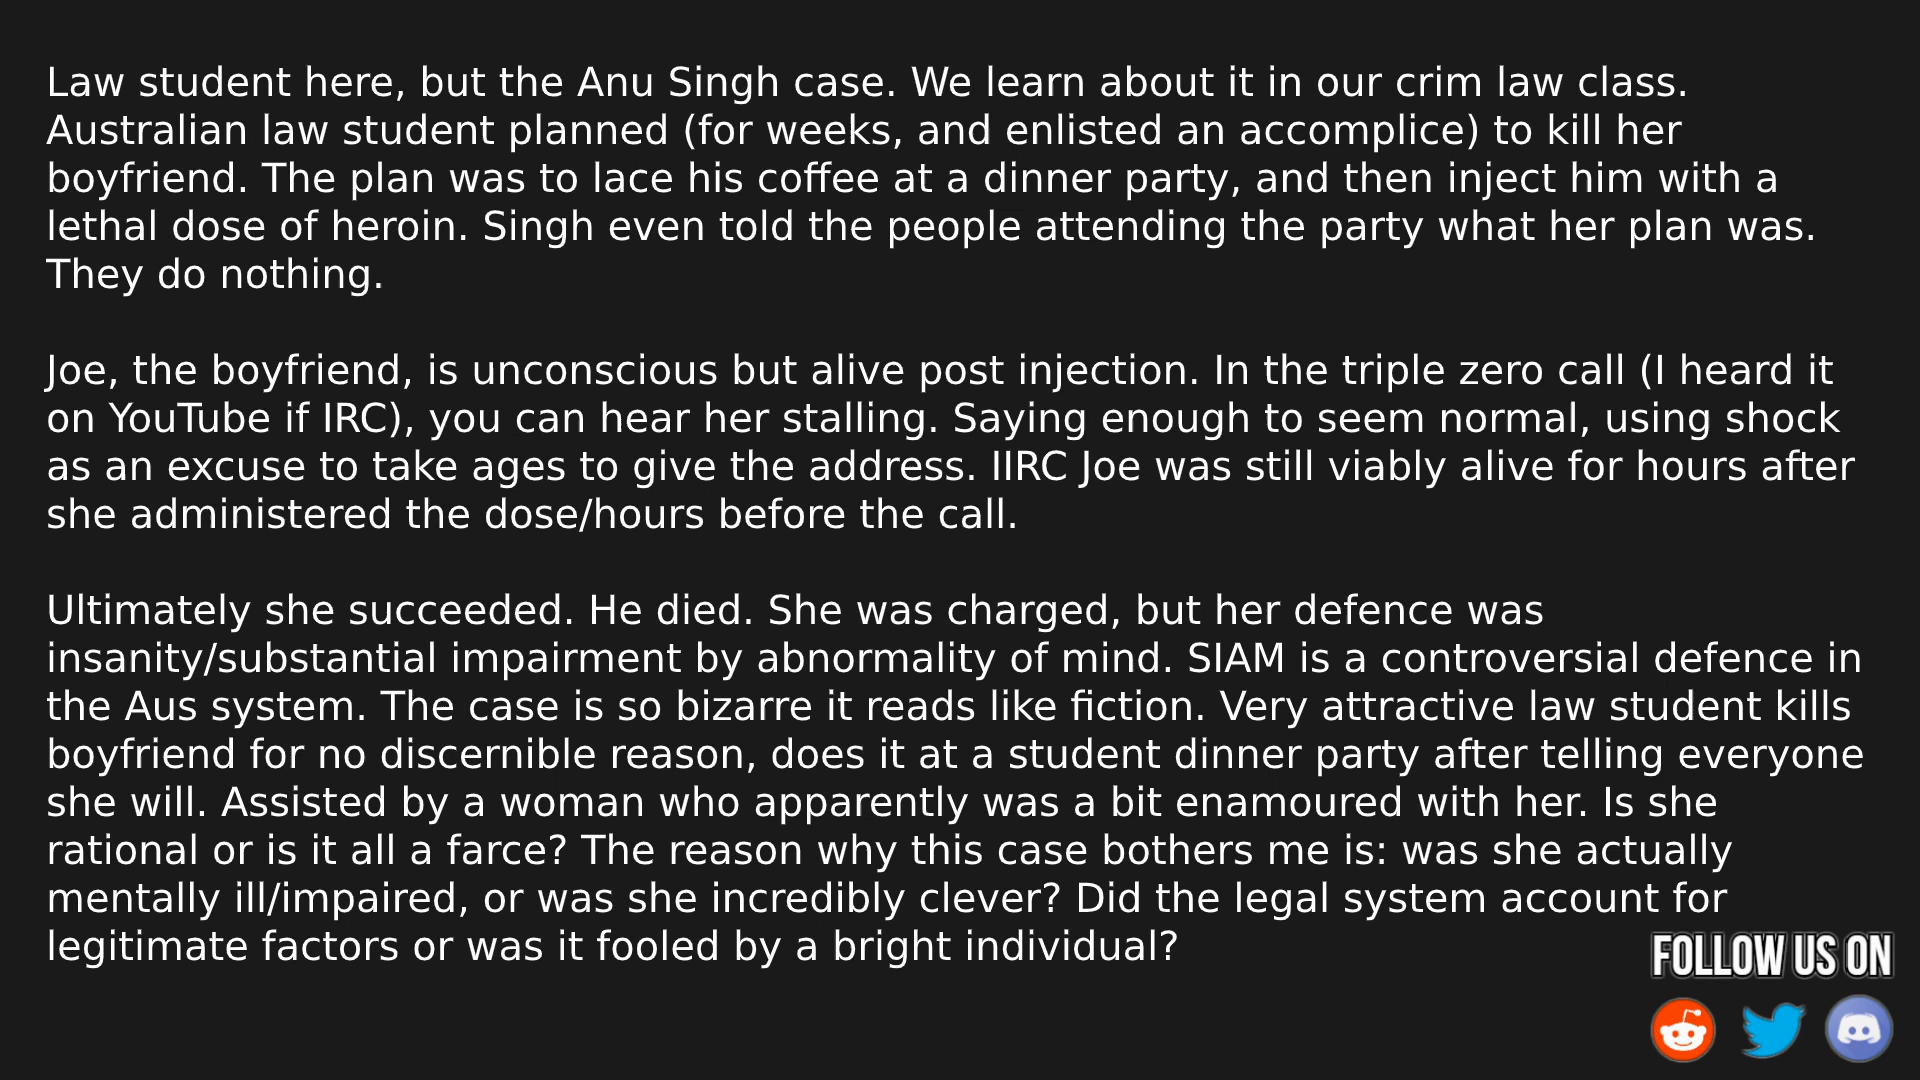 Law student here, but the Anu Singh case. We learn about it in our crim law class.
Australian law student planned (for weeks, and enlisted an accomplice) to kill her
boyfriend. The plan was to lace his coffee at a dinner party, and then inject him with a
lethal dose of heroin. Singh even told the people attending the party what her plan was.
They do nothing.
Joe, the boyfriend, is unconscious but alive post injection. In the triple zero call (I heard it
on YouTube if IRC), you can hear her stalling. Saying enough to seem normal, using shock
as an excuse to take ages to give the address. IIRC Joe was still viably alive for hours after
she administered the dose/hours before the call.
Ultimately she succeeded. He died. She was charged, but her defence was
insanity/substantial impairment by abnormality of mind. SIAM is a controversial defence in
the Aus system. The case is so bizarre it reads like fiction. Very attractive law student kills
boyfriend for no discernible reason, does it at a student dinner party after telling everyone
she will. Assisted by a woman who apparently was a bit enamoured with her. Is she
rational or is it all a farce? The reason why this case bothers me is: was she actually
mentally ill/impaired, or was she incredibly clever? Did the legal system account for
legitimate factors or was it fooled by a bright individual?
FOLLOW US ON